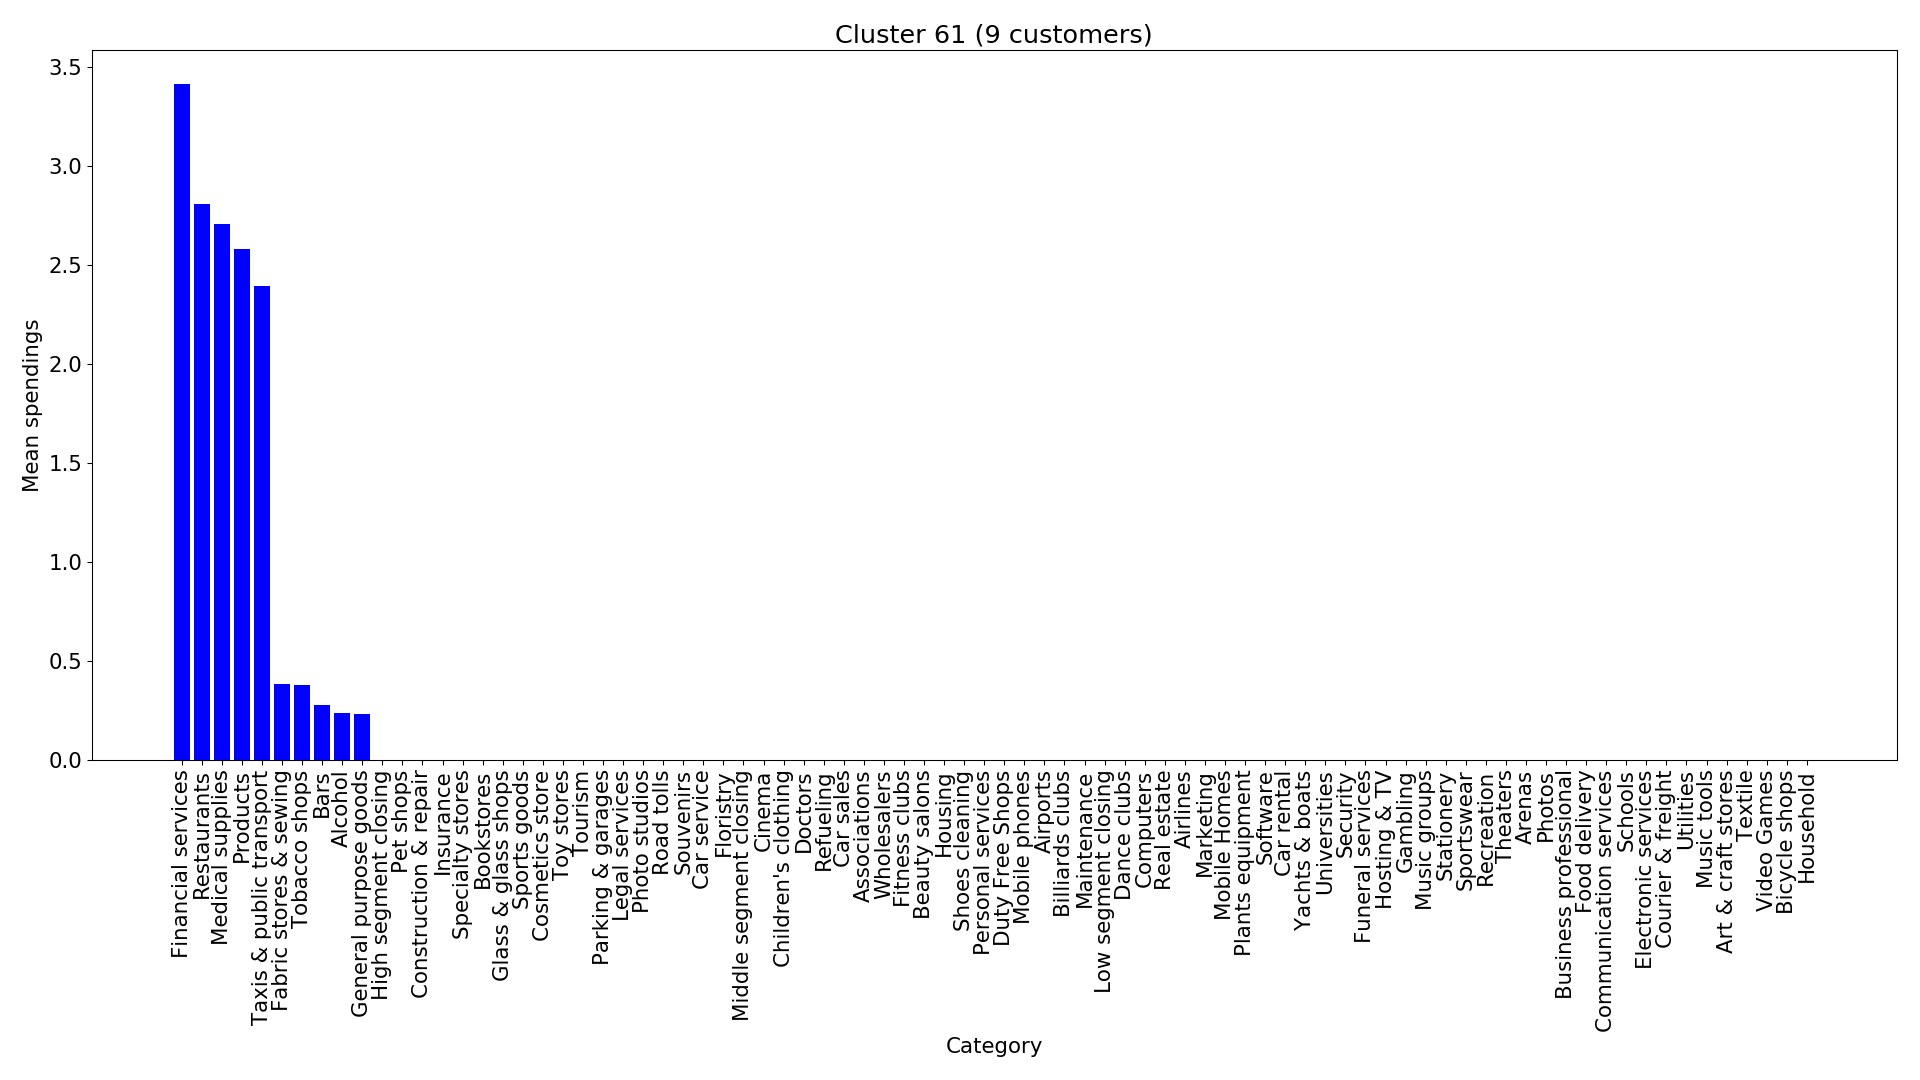 Cluster 61 (9 customers)
Mean spendings
3.5
3.0
2.5
2.0
1.5
1.0
0.5
0.0
Financial services
Restaurants
Medical supplies
Products
Taxis & public transport
Fabric stores & sewing
Tobacco shops
Bars
Alcohol
General purpose goods
High segment closing
Pet shops
Construction & repair
Insurance
Specialty stores
Bookstores
Glass & glass shops
Sports goods
Cosmetics store
Toy stores
Tourism
Parking & garages
Legal services
Photo studios
Road tolls
Souvenirs
Car service
Floristry
Middle segment closing
Cinema
Children's clothing
Doctors
Refueling
Car sales
Associations
Wholesalers
Fitness clubs
Beauty salons
Housing
Shoes cleaning
Personal services
Duty Free Shops
Mobile phones
Airports
Billiards clubs
Maintenance
Low segment closing
Dance clubs
Computers
Real estate
Airlines
Marketing
Mobile Homes
Plants equipment
Software
Car rental
Yachts & boats
Universities
Security
Funeral services
Hosting & TV
Gambling
Music groups
Stationery
Sportswear
Recreation
Theaters
Arenas
Photos
Business professional
Food delivery
Communication services
Schools
Electronic services
Courier & freight
Utilities
Music tools
Art & craft stores
Textile
Video Games
Bicycle shops
Household
Category